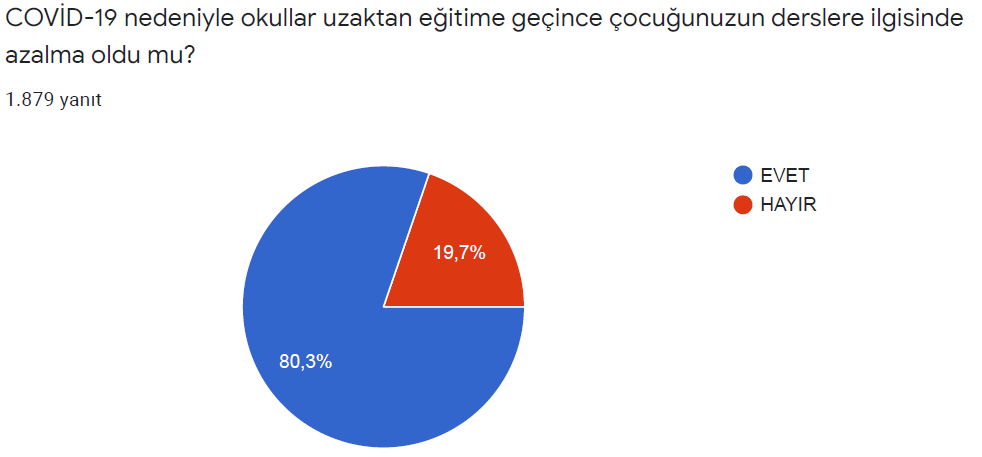 COVİD-19 nedeniyle okullar uzaktan eğitime geçince çocuğunuzun derslere ilgisinde
azalma oldu mu?
1.879 yanıt
EVET
HAYIR
19,7%
80,3%